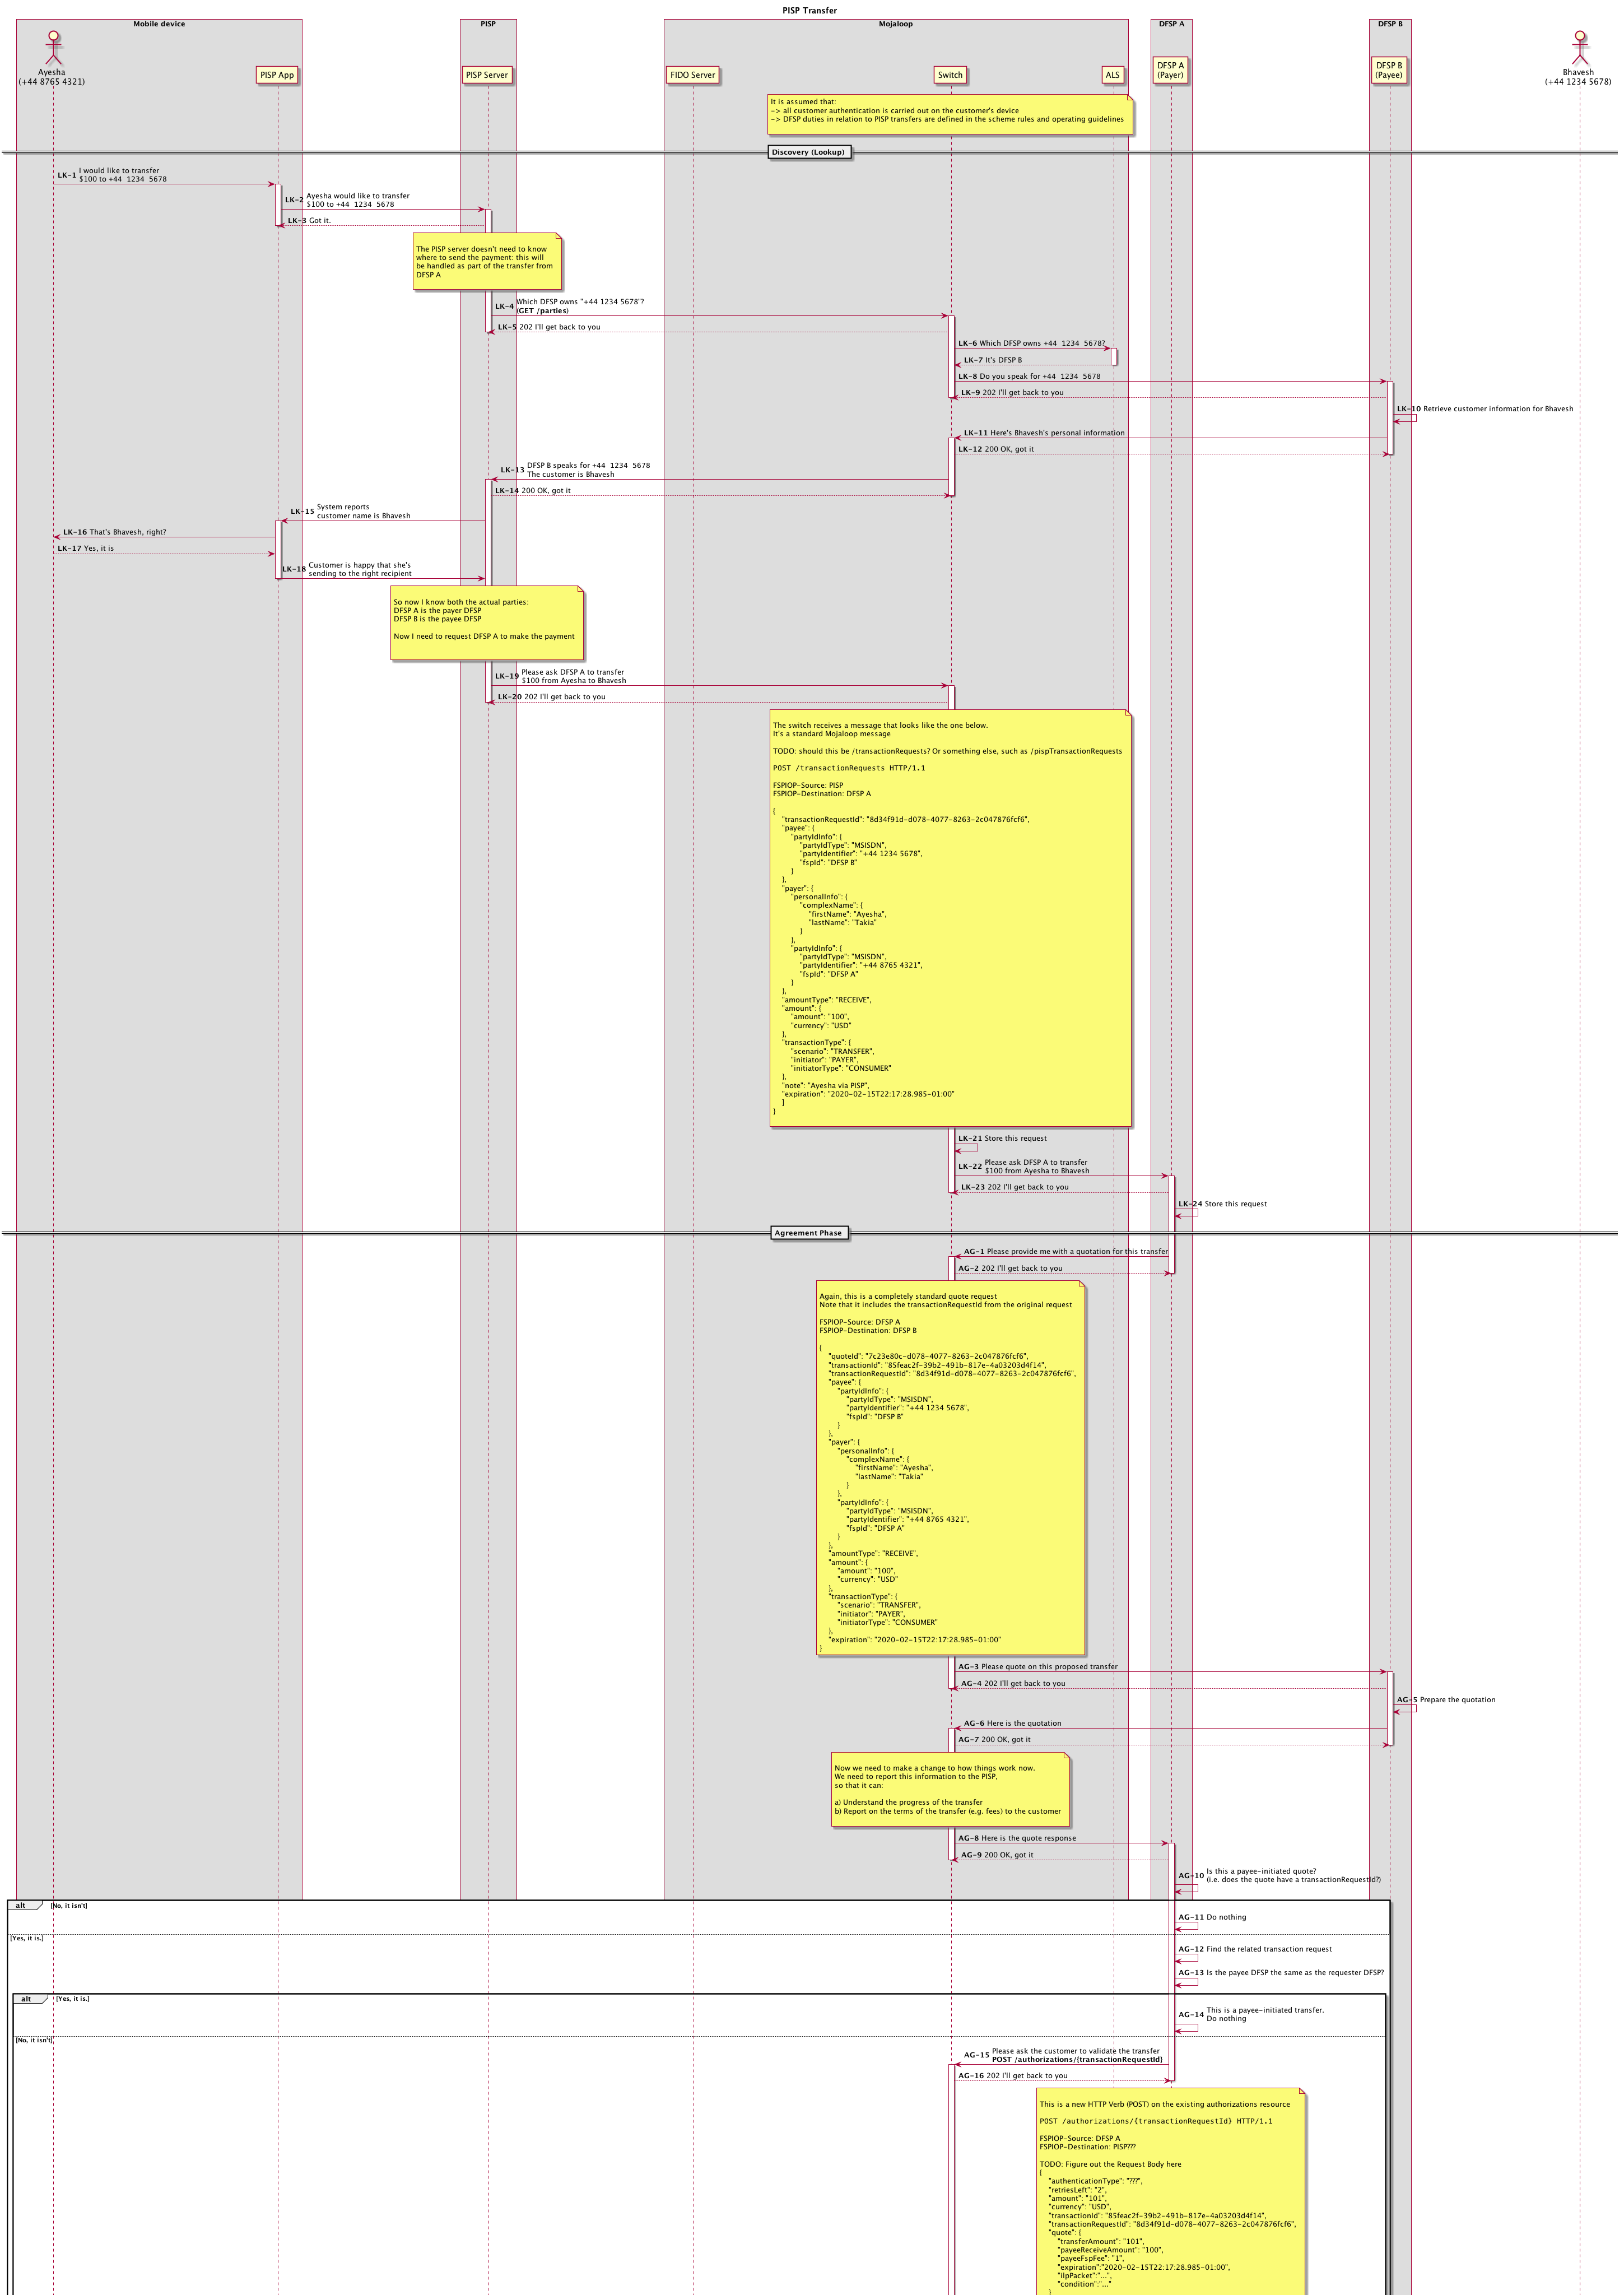 PISP Transfer
Mobile device
PISP
Mojaloop
DFSP A
DFSP B
Ayesha
(+44 8765 4321)
PISP App
PISP Server
FIDO Server
Switch
ALS
DFSP A
(Payer)
DFSP B
(Payee)
Bhavesh
(+44 1234 5678)
It is assumed that:
-> all customer authentication is carried out on the customer's device
-> DFSP duties in relation to PISP transfers are defined in the scheme rules and operating guidelines
Discovery (Lookup)
LK-1 I would like to transfer
$100 to +44 1234 5678
LK-2 Ayesha would like to transfer
$100 to +44 1234 5678
LK-3 Got it.
The PISP server doesn't need to know
where to send the payment: this will
be handled as part of the transfer from
DFSP A
LK-4 Which DFSP owns "+44 1234 5678"?
(GET /parties)
LK-5 202 I'll get back to you
LK-6 Which DFSP owns +44 1234 5678?
LK-7 It's DFSP B
LK-8 Do you speak for +44 1234 5678
LK-9 202 I'll get back to you
LK-10 Retrieve customer information for Bhavesh
LK-11 Here's Bhavesh's personal information
LK-12 200 OK, got it
LK-13 DFSP B speaks for +44 1234 5678
The customer is Bhavesh
LK-14 200 OK, got it
LK-15 System reports
customer name is Bhavesh
LK-16 That's Bhavesh, right?
LK-17 Yes, it is
LK-18 Customer is happy that she's
sending to the right recipient
So now I know both the actual parties:
DFSP A is the payer DFSP
DFSP B is the payee DFSP
Now I need to request DFSP A to make the payment
LK-19 Please ask DFSP A to transfer
$100 from Ayesha to Bhavesh
LK-20 202 I'll get back to you
The switch receives a message that looks like the one below.
It's a standard Mojaloop message
TODO: should this be /transactionRequests? Or something else, such as /pispTransactionRequests
POST /transactionRequests HTTP/1.1
FSPIOP-Source: PISP
FSPIOP-Destination: DFSP A
{
"transactionRequestId": "8d34f91d-d078-4077-8263-2c047876fcf6",
"payee": {
"partyIdInfo": {
"partyIdType": "MSISDN",
"partyIdentifier": "+44 1234 5678",
"fspId": "DFSP B"
}
},
"payer": {
"personalInfo": {
"complexName": {
"firstName": "Ayesha",
"lastName": "Takia"
}
},
"partyIdInfo": {
"partyIdType": "MSISDN",
"partyIdentifier": "+44 8765 4321",
"fspId": "DFSP A"
}
},
"amountType": "RECEIVE",
"amount": {
"amount": "100",
"currency": "USD"
},
"transactionType": {
"scenario": "TRANSFER",
"initiator": "PAYER",
"initiatorType": "CONSUMER"
},
"note": "Ayesha via PISP",
"expiration": "2020-02-15T22:17:28.985-01:00"
]
}
LK-21 Store this request
LK-22 Please ask DFSP A to transfer
$100 from Ayesha to Bhavesh
LK-23 202 I'll get back to you
LK-24 Store this request
Agreement Phase
AG-1 Please provide me with a quotation for this transfer
AG-2 202 I'll get back to you
Again, this is a completely standard quote request
Note that it includes the transactionRequestId from the original request
FSPIOP-Source: DFSP A
FSPIOP-Destination: DFSP B
{
"quoteId": "7c23e80c-d078-4077-8263-2c047876fcf6",
"transactionId": "85feac2f-39b2-491b-817e-4a03203d4f14",
"transactionRequestId": "8d34f91d-d078-4077-8263-2c047876fcf6",
"payee": {
"partyIdInfo": {
"partyIdType": "MSISDN",
"partyIdentifier": "+44 1234 5678",
"fspId": "DFSP B"
}
},
"payer": {
"personalInfo": {
"complexName": {
"firstName": "Ayesha",
"lastName": "Takia"
}
},
"partyIdInfo": {
"partyIdType": "MSISDN",
"partyIdentifier": "+44 8765 4321",
"fspId": "DFSP A"
}
},
"amountType": "RECEIVE",
"amount": {
"amount": "100",
"currency": "USD"
},
"transactionType": {
"scenario": "TRANSFER",
"initiator": "PAYER",
"initiatorType": "CONSUMER"
},
"expiration": "2020-02-15T22:17:28.985-01:00"
}
AG-3 Please quote on this proposed transfer
AG-4 202 I'll get back to you
AG-5 Prepare the quotation
AG-6 Here is the quotation
AG-7 200 OK, got it
Now we need to make a change to how things work now.
We need to report this information to the PISP,
so that it can:
a) Understand the progress of the transfer
b) Report on the terms of the transfer (e.g. fees) to the customer
AG-8 Here is the quote response
AG-9 200 OK, got it
AG-10 Is this a payee-initiated quote?
(i.e. does the quote have a transactionRequestId?)
alt [No, it isn't]
AG-11 Do nothing
[Yes, it is.]
AG-12 Find the related transaction request
AG-13 Is the payee DFSP the same as the requester DFSP?
alt [Yes, it is.]
AG-14 This is a payee-initiated transfer.
Do nothing
[No, it isn't]
AG-15 Please ask the customer to validate the transfer
POST /authorizations/{transactionRequestId}
AG-16 202 I'll get back to you
This is a new HTTP Verb (POST) on the existing authorizations resource
POST /authorizations/{transactionRequestId} HTTP/1.1
FSPIOP-Source: DFSP A
FSPIOP-Destination: PISP???
TODO: Figure out the Request Body here
{
"authenticationType": "???",
"retriesLeft": "2",
"amount": "101",
"currency": "USD",
"transactionId": "85feac2f-39b2-491b-817e-4a03203d4f14",
"transactionRequestId": "8d34f91d-d078-4077-8263-2c047876fcf6",
"quote": {
"transferAmount": "101",
"payeeReceiveAmount": "100",
"payeeFspFee": "1",
"expiration":"2020-02-15T22:17:28.985-01:00",
"ilpPacket":"...",
"condition":"..."